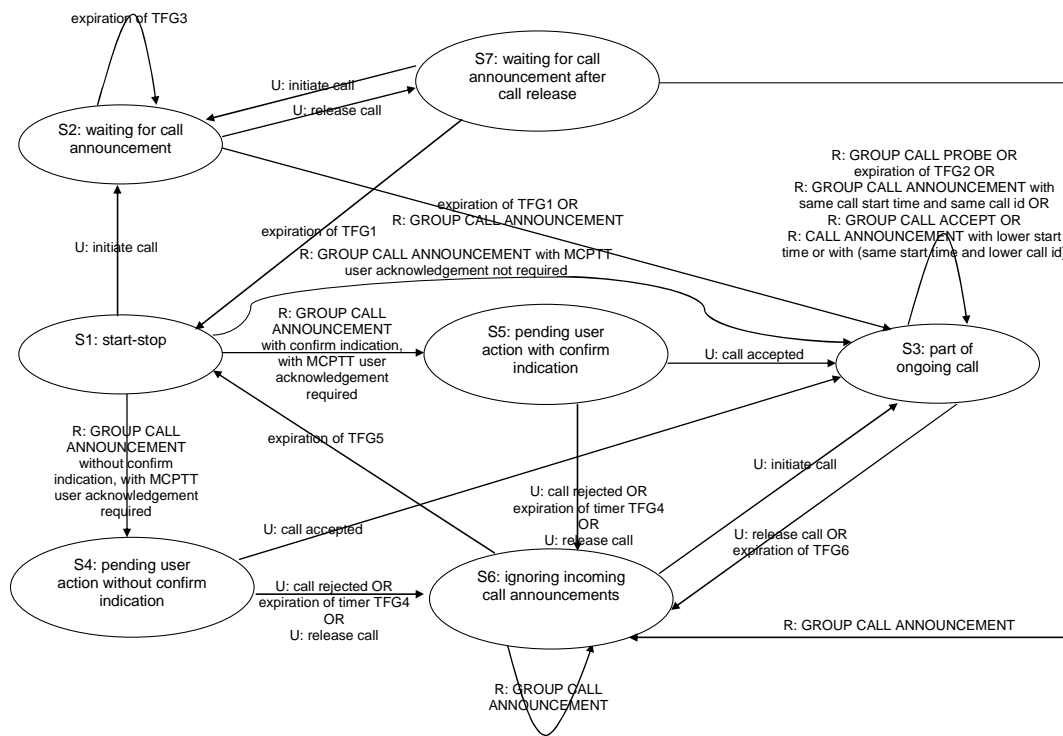 expiration of TFG3
S7: waiting for call
announcement after
call release
U: initiate call
U: release call
S2: waiting for call
announcement
R: GROUP CALL PROBE OR
expiration of TFG2 OR
R: GROUP CALL ANNOUNCEMENT with
same call start time and same call id OR
R: GROUP CALL ACCEPT OR
R: CALL ANNOUNCEMENT with lower start
time or with (same start time and lower call id)
expiration of TFG1 OR
R: GROUP CALL ANNOUNCEMENT
expiration of TFG1
U: initiate call
R: GROUP CALL ANNOUNCEMENT with MCPTT
user acknowledgement not required
S1: start-stop
R: GROUP CALL
ANNOUNCEMENT
with confirm indication,
with MCPTT user
acknowledgement
required
S5: pending user
action with confirm
indication
U: call accepted
S3: part of
ongoing call
R: GROUP CALL
ANNOUNCEMENT
without confirm
indication, with MCPTT
user acknowledgement
required
expiration of TFG5
U: initiate call
U: call rejected OR
expiration of timer TFG4
OR
U: release call
U: call accepted
U: release call OR
expiration of TFG6
S4: pending user
action without confirm
indication
U: call rejected OR
expiration of timer TFG4
OR
U: release call
S6: ignoring incoming
call announcements
R: GROUP CALL ANNOUNCEMENT
R: GROUP CALL
ANNOUNCEMENT